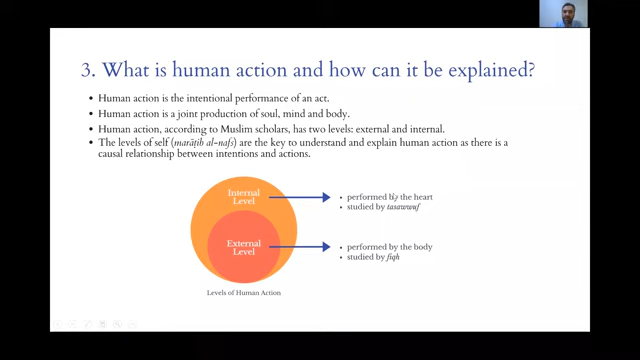 3. What is human action and how can it be explained?
• Human action is the intentional performance of an act.
• Human action is a joint production of soul, mind and body.
• Human action, according to Muslim scholars, has two levels: external and internal.
• The levels of self (marāṭib al-nafs) are the key to understand and explain human action as there is a
causal relationship between intentions and actions.
Internal
Level
• performed by the heart
• studied by tasawwuf
External
Level
• performed by the body
• studied by fiqh
Levels of Human Action